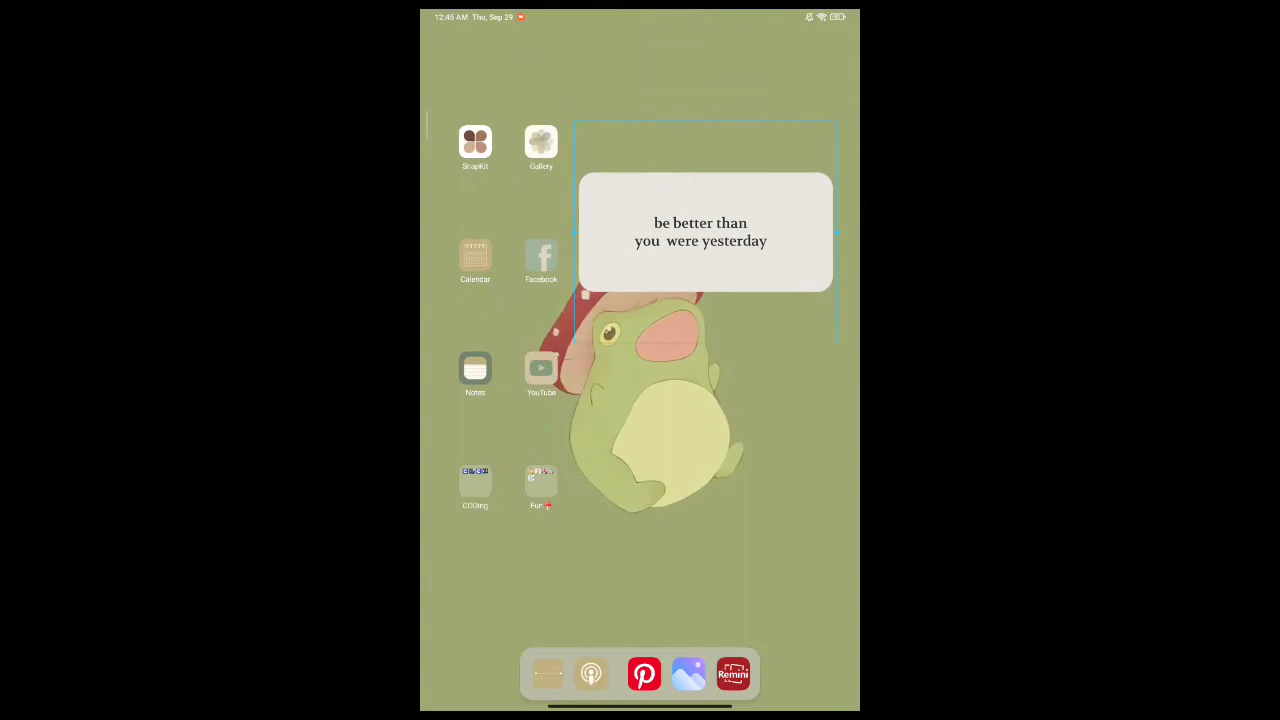 12:45 AM Thu, Sep 29
SnapKit
Gallery
be better than
you were yesterday
Calendar
Facebook
Notes
YouTube
CODing
Fun
Remini